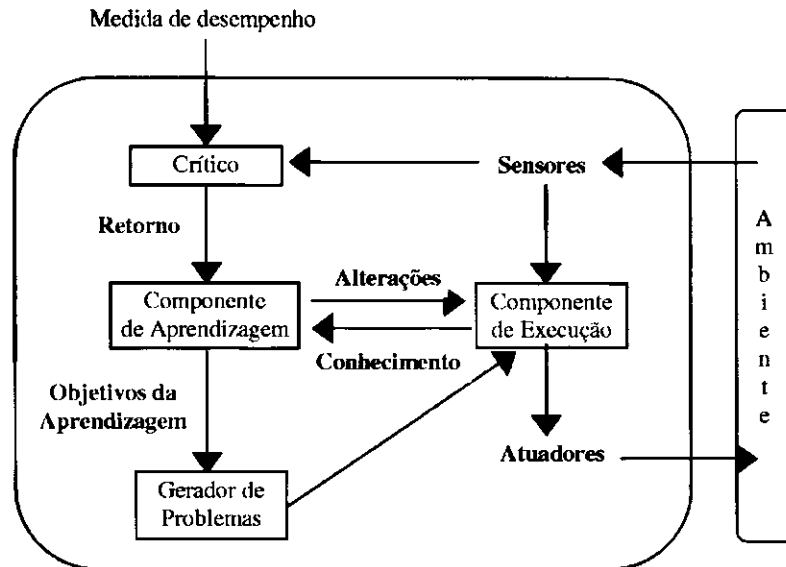 Medida de desempenho
Crítico
Sensores
Retorno
Alterações
Componente
de Aprendizagem
Componente
de Execução
Conhecimento
Objetivos da
Aprendizagem
Atuadores
Gerador de
Problemas
A
m
b
i
e
n
t
e